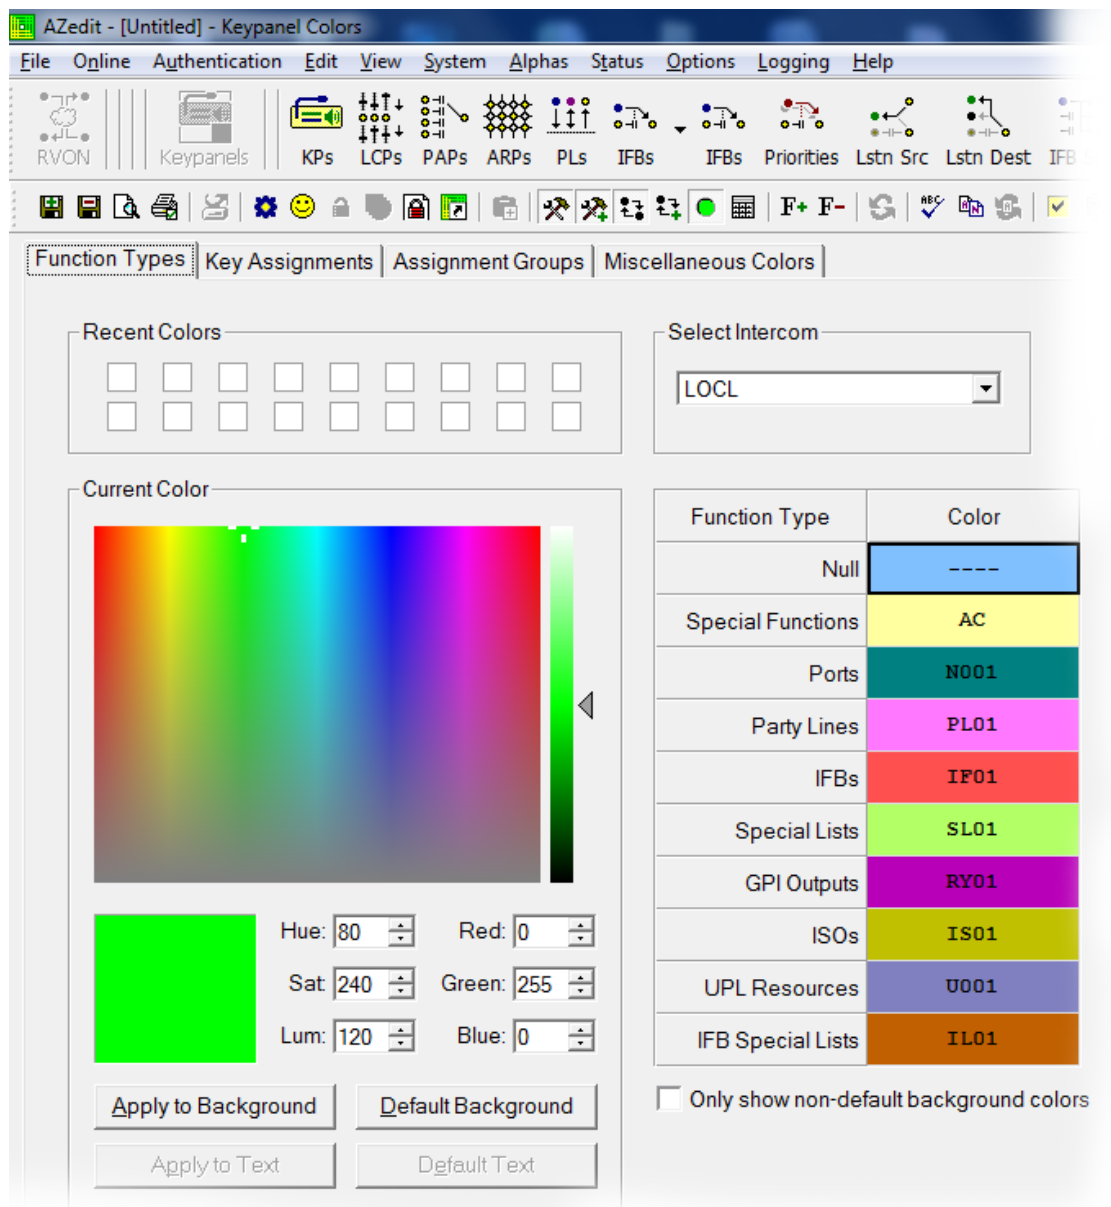 AZedit - [Untitled] - Keypanel Colors
File Online Authentication Edit View System Alphas Status Options Logging Help
RVON Keypanels KPs LCPs PAPs ARPs PLs IFBs IFBs Priorities Lstn Src Lstn Dest IFB
F+ F- ABC
Function Types Key Assignments Assignment Groups Miscellaneous Colors
Recent Colors Select Intercom
LOCL
Current Color
Function Type Color
Null ----
Special Functions AC
Ports N001
Party Lines PL01
IFBs IF01
Special Lists SL01
GPI Outputs RY01
ISOs IS01
UPL Resources U001
IFB Special Lists IL01
Hue: 80 Red: 0
Sat: 240 Green: 255
Lum: 120 Blue: 0
Only show non-default background colors
Apply to Background Default Background
Apply to Text Default Text